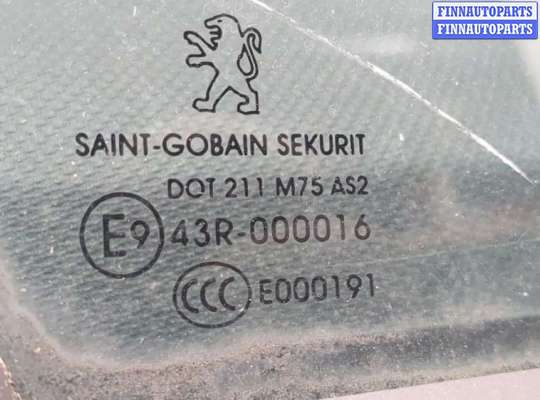 FINNAUTOPARTS
FINNAUTOPARTS
SAINT-GOBAIN SEKURIT
DOT 211 M75 AS2
E9 43R-000016
CCC E000191